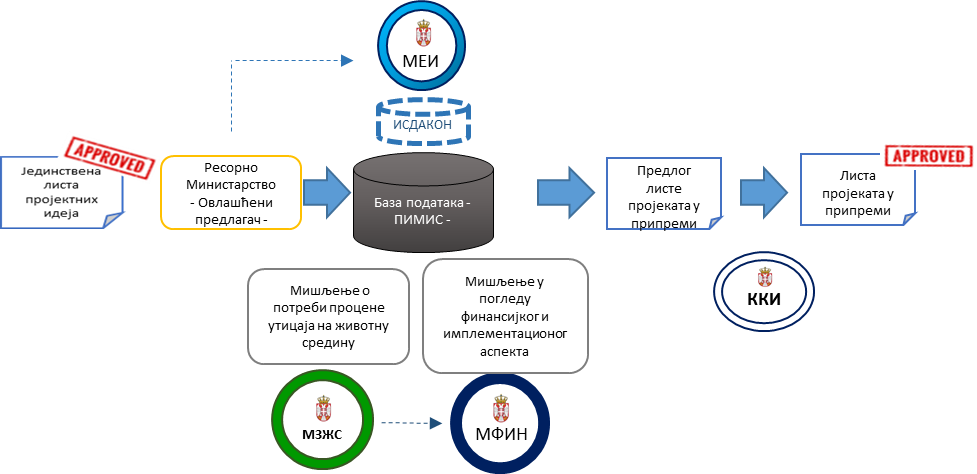 МЕИ
ИСДАКОН
APPROVED
Јединствена
листа
пројектних
идеја
Ресорно
Министарство
- Овлашћени
предлагач -
База података -
ПИМИС -
Предлог
листе
пројеката у
припреми
APPROVED
Листа
пројеката у
припреми
ККИ
Мишљење о
потреби процене
утицаја на животну
средину
Мишљење у
погледу
финансијког и
имплементационог
аспекта
МЗЖС
МФИН